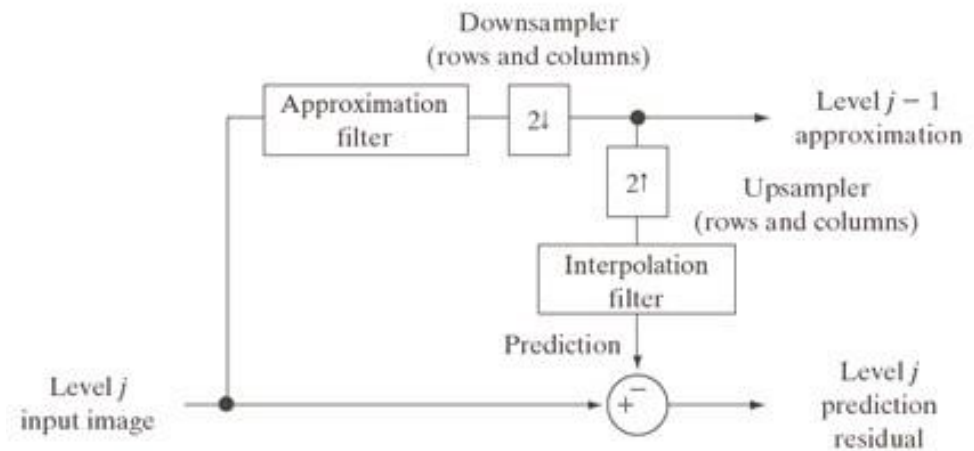 Downsampler
(rows and columns)
Approximation
filter
2↓
Level j − 1
approximation
2↑
Upsampler
(rows and columns)
Interpolation
filter
Prediction
Level j
input image
+
−
Level j
prediction
residual